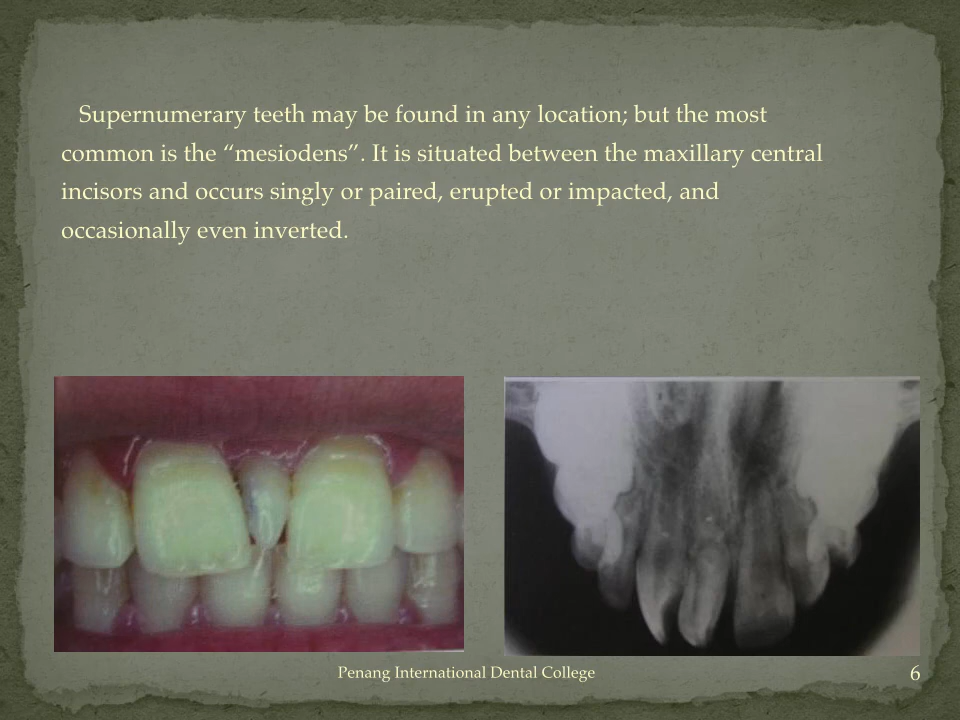 Supernumerary teeth may be found in any location; but the most
common is the “mesiodens”. It is situated between the maxillary central
incisors and occurs singly or paired, erupted or impacted, and
occasionally even inverted.
Penang International Dental College
6